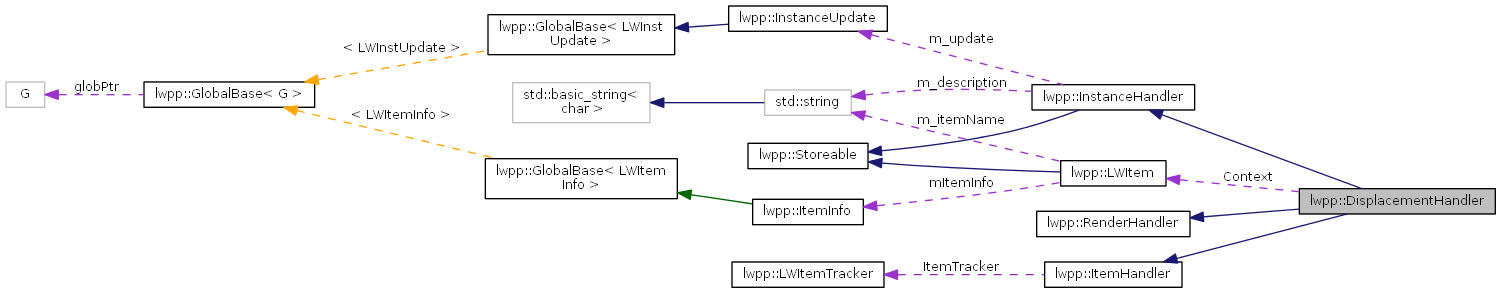 lwpp::InstanceUpdate
lwpp::GlobalBase< LWInst
Update >
m_update
< LWInstUpdate >
G
globPtr
lwpp::GlobalBase< G >
std::basic_string<
char >
std::string
m_description
lwpp::InstanceHandler
< LWItemInfo >
m_itemName
lwpp::Storeable
lwpp::LWItem
lwpp::GlobalBase< LWItem
Info >
mItemInfo
Context
lwpp::DisplacementHandler
lwpp::ItemInfo
lwpp::RenderHandler
lwpp::LWItemTracker
ItemTracker
lwpp::ItemHandler